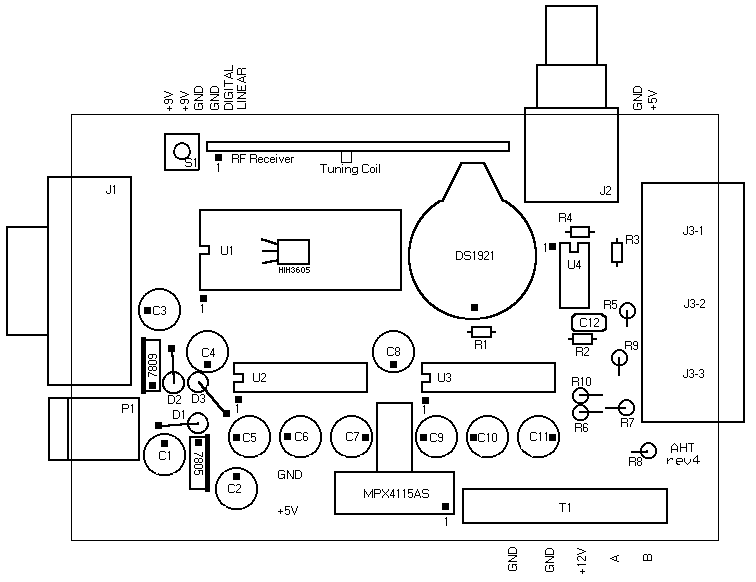 +9V
+9V
GND
GND
DIGITAL
LINEAR
GND
+5V
S1
1
RF Receiver
Tuning Coil
J1
J2
R4
J3-1
R3
U1
HIH3605
DS1921
1
U4
1
C3
J3-2
R5
C12
R1
R2
C4
C8
7809
R9
U2
U3
J3-3
R10
D2
D3
1
1
P1
D1
R6
R7
C5
C6
C7
C9
C10
C11
C1
7805
AHT
rev4
R8
C2
GND
MPX4115AS
+5V
1
T1
GND
GND
+12V
A
B